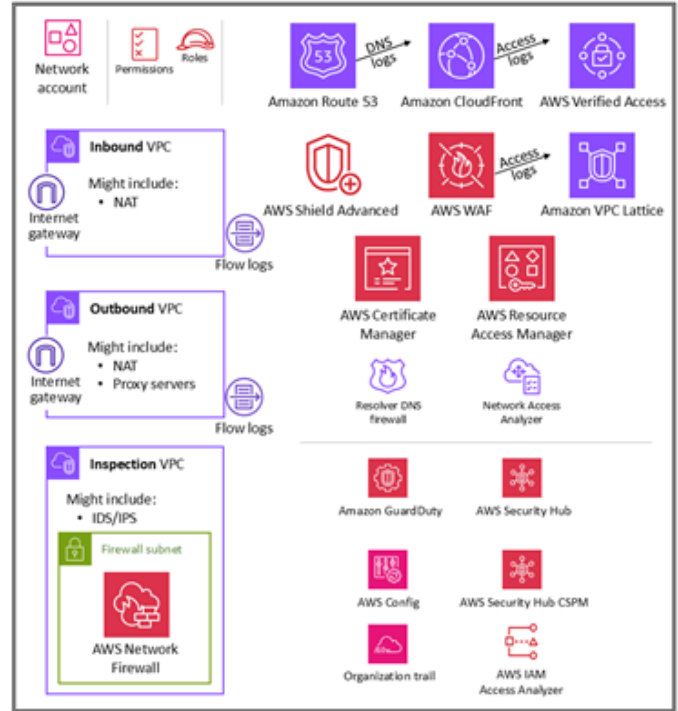 Network
account
Permissions
Roles
53
DNS
logs
Access
logs
Amazon Route 53
Amazon CloudFront
AWS Verified Access
Inbound VPC
Might include:
• NAT
Internet
gateway
Flow logs
AWS Shield Advanced
AWS WAF
Access
logs
Amazon VPC Lattice
AWS Certificate
Manager
AWS Resource
Access Manager
Outbound VPC
Might include:
• NAT
• Proxy servers
Internet
gateway
Flow logs
Resolver DNS
firewall
Network Access
Analyzer
Inspection VPC
Might include:
• IDS/IPS
Firewall subnet
AWS Network
Firewall
Amazon GuardDuty
AWS Security Hub
AWS Config
AWS Security Hub CSPM
Organization trail
AWS IAM
Access Analyzer